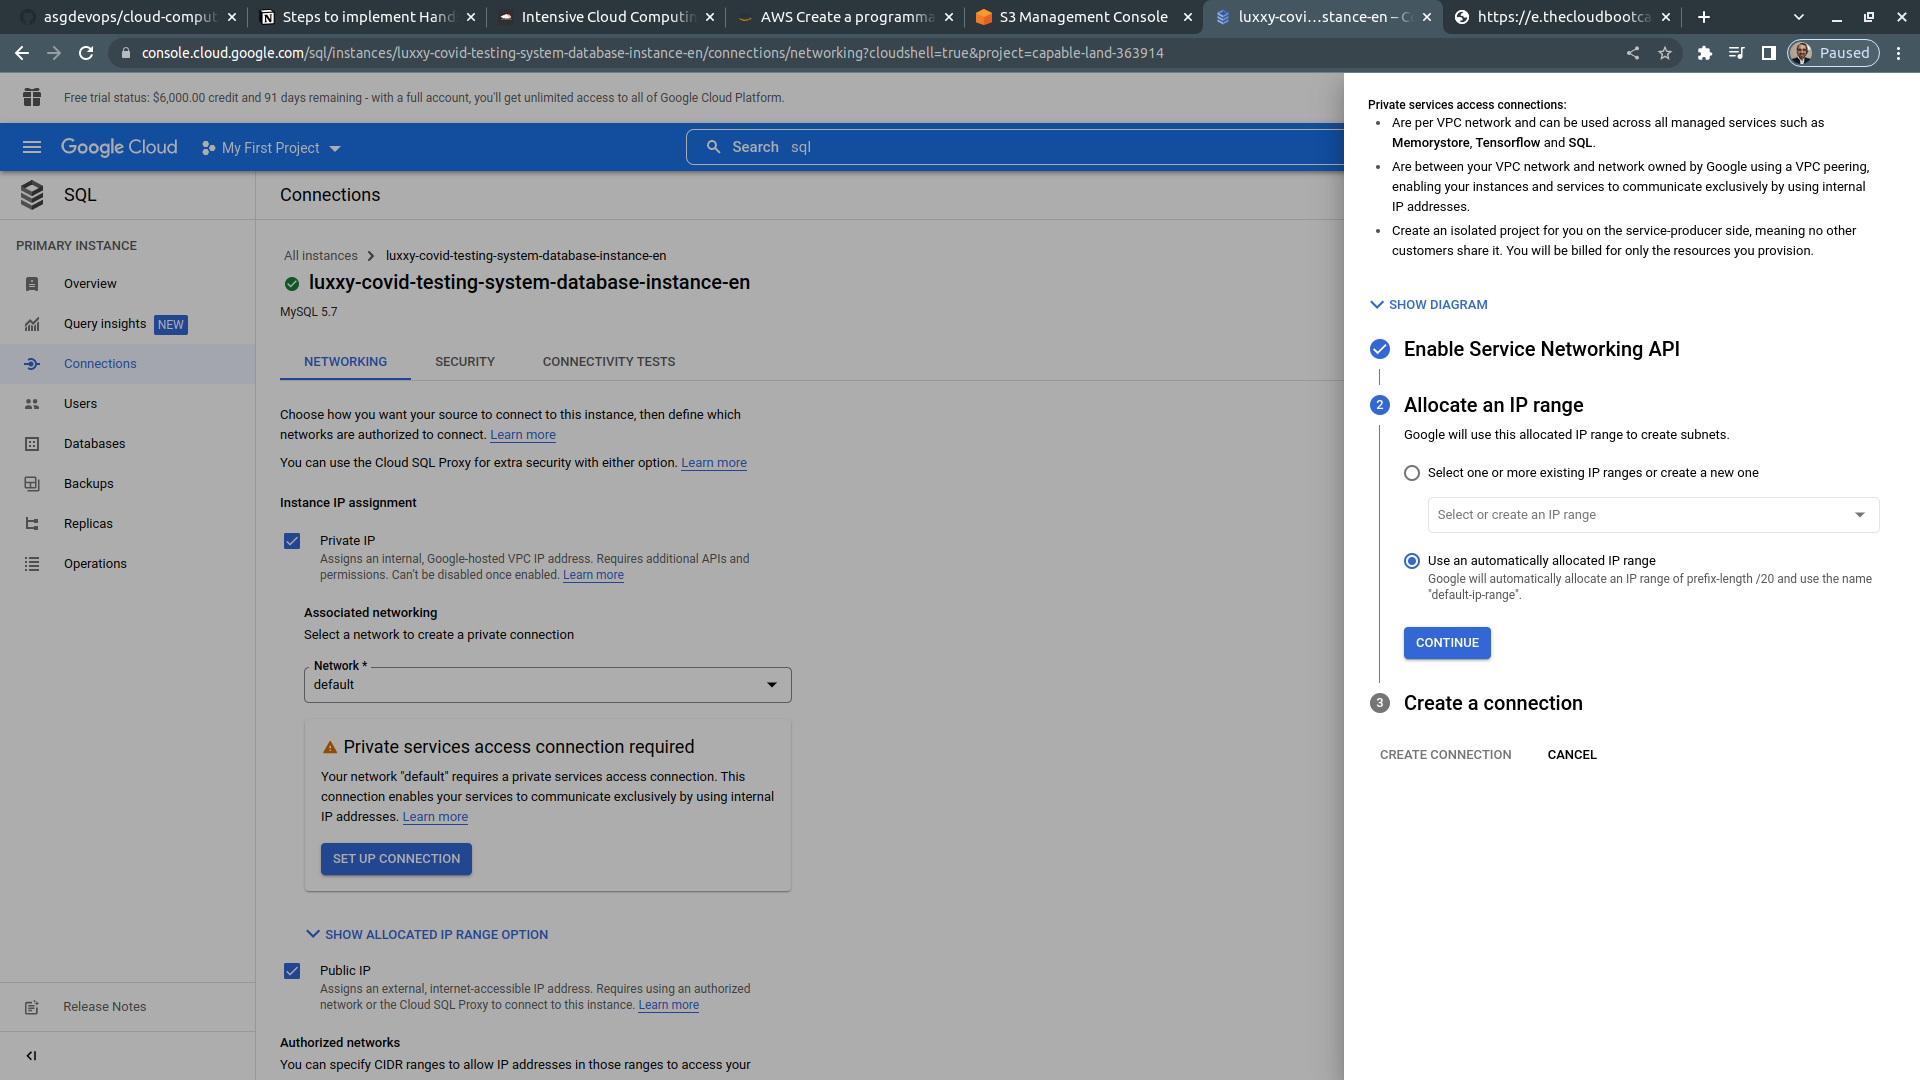 asgdevops/cloud-comput
Steps to implement Hand
Intensive Cloud Computin
AWS Create a programma
S3 Management Console
luxxy-covi...stance-en – C
https://e.thecloudbootca
console.cloud.google.com/sql/instances/luxxy-covid-testing-system-database-instance-en/connections/networking?cloudshell=true&project=capable-land-363914
Paused
Free trial status: $6,000.00 credit and 91 days remaining - with a full account, you'll get unlimited access to all of Google Cloud Platform.
Google Cloud
My First Project
Search sql
SQL
PRIMARY INSTANCE
Overview
Query insights NEW
Connections
Users
Databases
Backups
Replicas
Operations
Release Notes
Connections
All instances
luxxy-covid-testing-system-database-instance-en
luxxy-covid-testing-system-database-instance-en
MySQL 5.7
NETWORKING
SECURITY
CONNECTIVITY TESTS
Choose how you want your source to connect to this instance, then define which
networks are authorized to connect. Learn more
You can use the Cloud SQL Proxy for extra security with either option. Learn more
Instance IP assignment
Private IP
Assigns an internal, Google-hosted VPC IP address. Requires additional APIs and
permissions. Can't be disabled once enabled. Learn more
Associated networking
Select a network to create a private connection
Network *
default
Private services access connection required
Your network "default" requires a private services access connection. This
connection enables your services to communicate exclusively by using internal
IP addresses. Learn more
SET UP CONNECTION
SHOW ALLOCATED IP RANGE OPTION
Public IP
Assigns an external, internet-accessible IP address. Requires using an authorized
network or the Cloud SQL Proxy to connect to this instance. Learn more
Authorized networks
You can specify CIDR ranges to allow IP addresses in those ranges to access your
Private services access connections:
Are per VPC network and can be used across all managed services such as
Memorystore, Tensorflow and SQL.
Are between your VPC network and network owned by Google using a VPC peering,
enabling your instances and services to communicate exclusively by using internal
IP addresses.
Create an isolated project for you on the service-producer side, meaning no other
customers share it. You will be billed for only the resources you provision.
SHOW DIAGRAM
Enable Service Networking API
2 Allocate an IP range
Google will use this allocated IP range to create subnets.
Select one or more existing IP ranges or create a new one
Select or create an IP range
Use an automatically allocated IP range
Google will automatically allocate an IP range of prefix-length /20 and use the name
"default-ip-range".
CONTINUE
3 Create a connection
CREATE CONNECTION
CANCEL